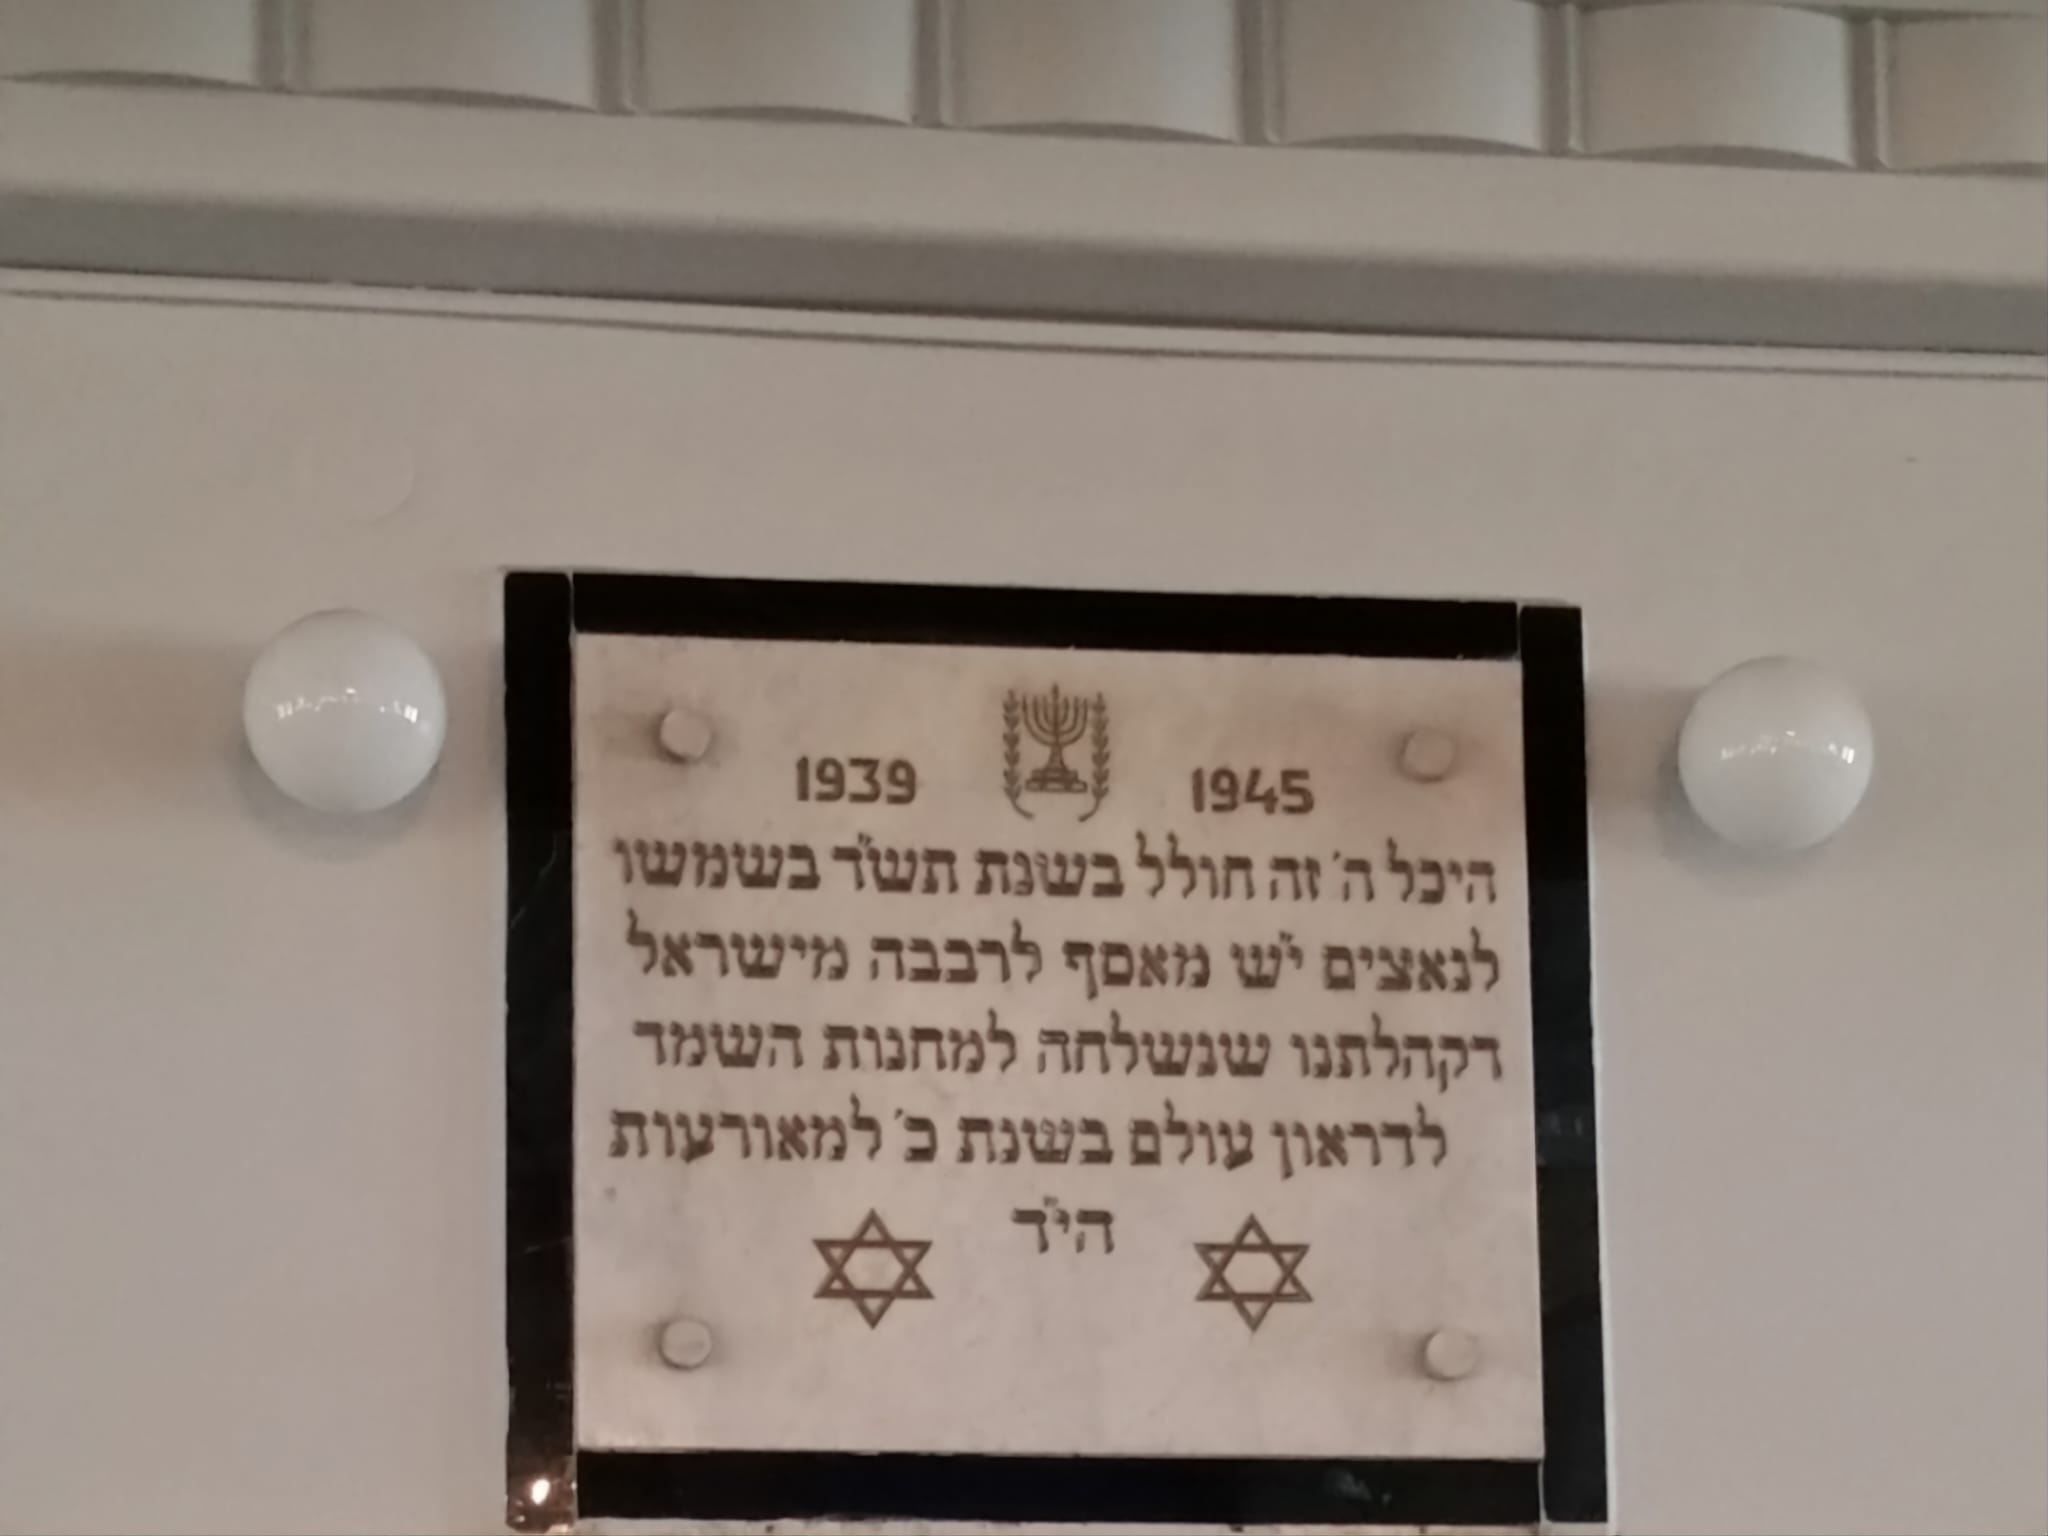 1939 1945
היכל ה׳ זה חולל בשנת תש״ד בשמשו
לנאצים י״ש מאסף לרבבה מישראל
דקהלתנו שנשלחה למחנות השמד
לדראון עולם בשנת כ׳ למאורעות
הי״ד